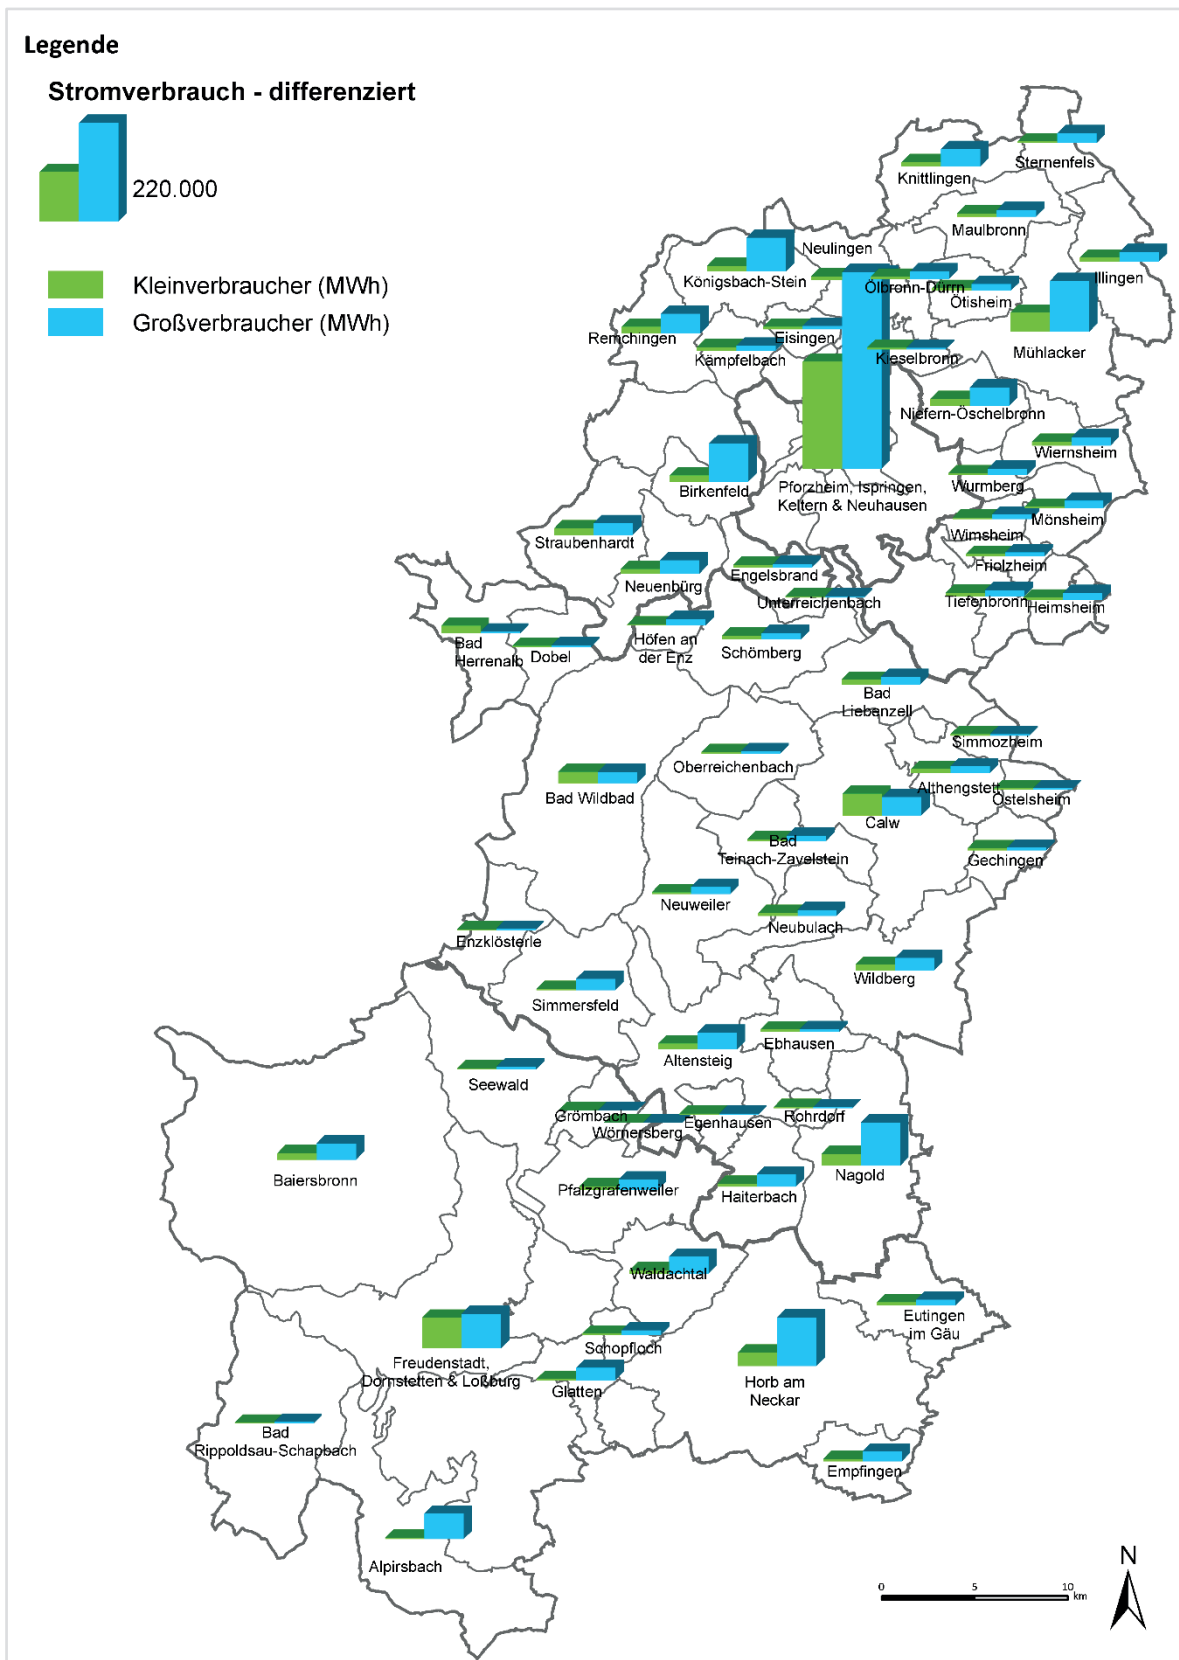 Legende
Stromverbrauch - differenziert
220.000
Kleinverbraucher (MWh)
Großverbraucher (MWh)
Sternenfels
Knittlingen
Maulbronn
Neulingen
Illingen
Königsbach-Stein
Ölbronn-Dürrn
Ötisheim
Remchingen
Eisingen
Kämpfelbach
Kieselbronn
Mühlacker
Niefern-Öschelbronn
Wiernsheim
Birkenfeld
Pforzheim, Ispringen,
Keltern & Neuhausen
Wurmberg
Mönsheim
Wimsheim
Straubenhardt
Friolzheim
Neuenbürg
Engelsbrand
Unterreichenbach
Tiefenbronn
Heimsheim
Bad
Herrenalb
Dobel
Höfen an
der Enz
Schömberg
Bad
Liebenzell
Simmozheim
Oberreichenbach
Bad Wildbad
Althengstett
Ostelsheim
Calw
Bad
Teinach-Zavelstein
Gechingen
Neuweiler
Neubulach
Enzklösterle
Wildberg
Simmersfeld
Ebhausen
Altensteig
Seewald
Grömbach
Wörnersberg
Egenhausen
Rohrdorf
Baiersbronn
Nagold
Pfalzgrafenweiler
Haiterbach
Waldachtal
Eutingen
im Gäu
Schopfloch
Freudenstadt,
Dornstetten & Loßburg
Glatten
Horb am
Neckar
Bad
Rippoldsau-Schapbach
Empfingen
Alpirsbach
N
0 5 10
km